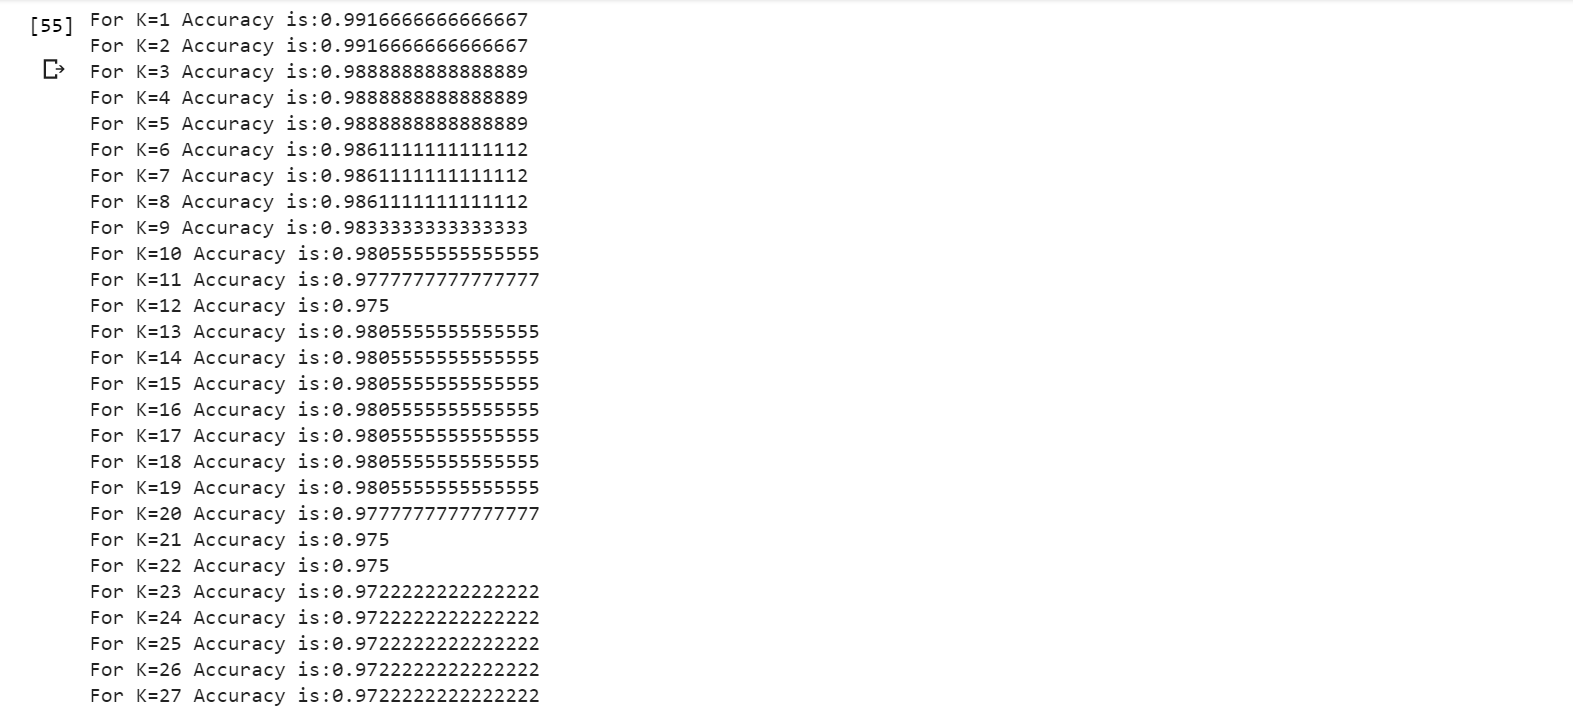 [55] For K=1 Accuracy is:0.9916666666666667
For K=2 Accuracy is:0.9916666666666667
For K=3 Accuracy is:0.9888888888888889
For K=4 Accuracy is:0.9888888888888889
For K=5 Accuracy is:0.9888888888888889
For K=6 Accuracy is:0.9861111111111112
For K=7 Accuracy is:0.9861111111111112
For K=8 Accuracy is:0.9861111111111112
For K=9 Accuracy is:0.9833333333333333
For K=10 Accuracy is:0.9805555555555555
For K=11 Accuracy is:0.9777777777777777
For K=12 Accuracy is:0.975
For K=13 Accuracy is:0.9805555555555555
For K=14 Accuracy is:0.9805555555555555
For K=15 Accuracy is:0.9805555555555555
For K=16 Accuracy is:0.9805555555555555
For K=17 Accuracy is:0.9805555555555555
For K=18 Accuracy is:0.9805555555555555
For K=19 Accuracy is:0.9805555555555555
For K=20 Accuracy is:0.9777777777777777
For K=21 Accuracy is:0.975
For K=22 Accuracy is:0.975
For K=23 Accuracy is:0.9722222222222222
For K=24 Accuracy is:0.9722222222222222
For K=25 Accuracy is:0.9722222222222222
For K=26 Accuracy is:0.9722222222222222
For K=27 Accuracy is:0.9722222222222222